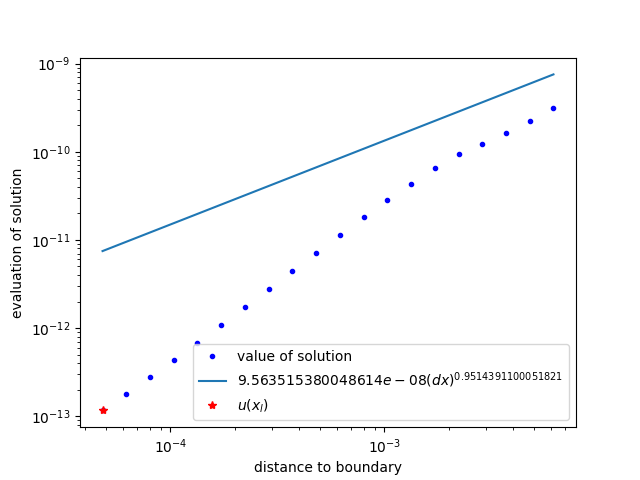 10⁻⁹
10⁻¹⁰
10⁻¹¹
10⁻¹²
10⁻¹³
evaluation of solution
value of solution
9.563515380048614e − 08(dx)^0.9514391100051821
u(x_l)
10⁻⁴
10⁻³
distance to boundary